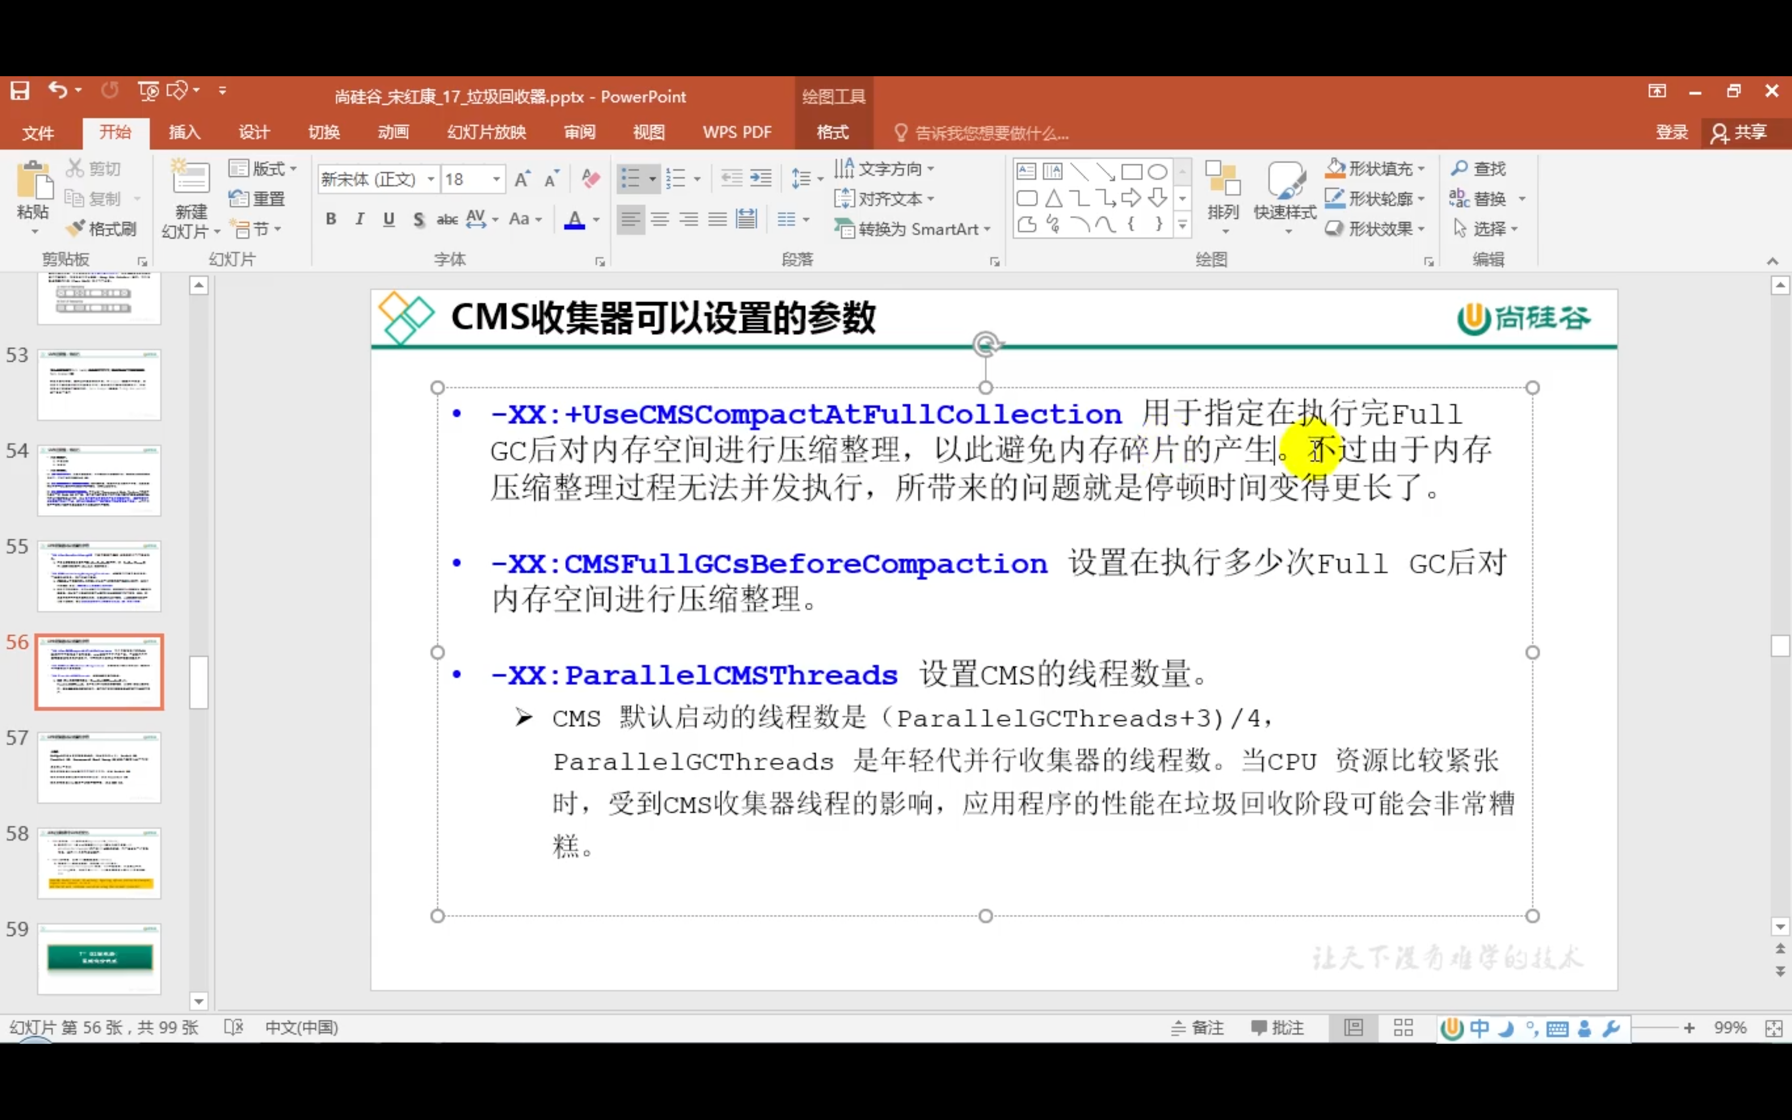 尚硅谷_宋红康_17_垃圾回收器.pptx - PowerPoint
绘图工具
文件 开始 插入 设计 切换 动画 幻灯片放映 审阅 视图 WPS PDF 格式 告诉我您想要做什么... 登录 共享
剪切 版式 新宋体 (正文) 18 文字方向 形状填充 查找
复制 重置 对齐文本 形状轮廓 替换
粘贴 格式刷 新建 幻灯片 节 B I U S abc AV Aa A 转换为 SmartArt 排列 快速样式 形状效果 选择
剪贴板 幻灯片 字体 段落 绘图 编辑
53
54
55
56
57
58
59
CMS收集器可以设置的参数
尚硅谷
• -XX:+UseCMSCompactAtFullCollection 用于指定在执行完Full
GC后对内存空间进行压缩整理，以此避免内存碎片的产生。不过由于内存
压缩整理过程无法并发执行，所带来的问题就是停顿时间变得更长了。
• -XX:CMSFullGCsBeforeCompaction 设置在执行多少次Full GC后对
内存空间进行压缩整理。
• -XX:ParallelCMSThreads 设置CMS的线程数量。
➢ CMS 默认启动的线程数是（ParallelGCThreads+3)/4，
ParallelGCThreads 是年轻代并行收集器的线程数。当CPU 资源比较紧张
时，受到CMS收集器线程的影响，应用程序的性能在垃圾回收阶段可能会非常糟
糕。
让天下没有难学的技术
幻灯片 第 56 张，共 99 张 中文(中国) 备注 批注 中 99%